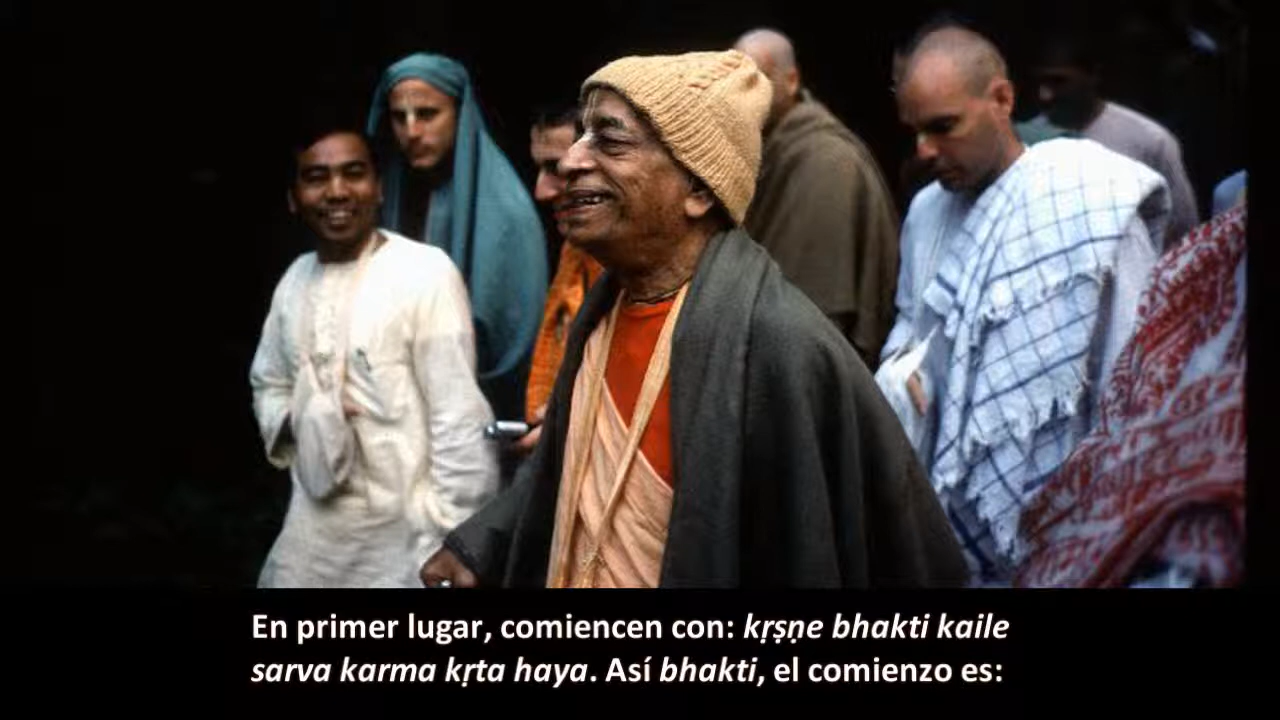 En primer lugar, comiencen con: kṛṣṇe bhakti kaile
sarva karma kṛta haya. Así bhakti, el comienzo es: